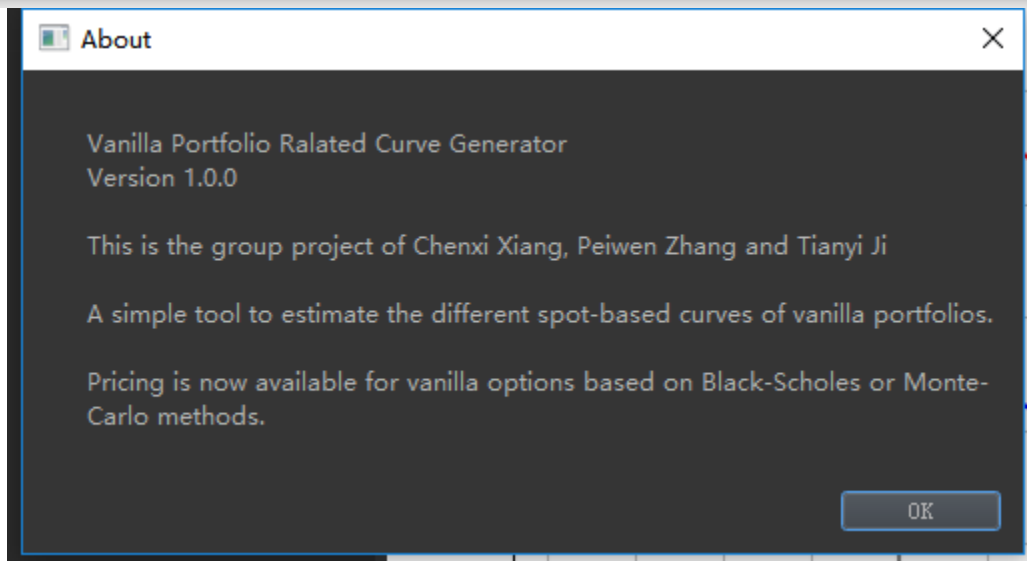 About
Vanilla Portfolio Ralated Curve Generator
Version 1.0.0
This is the group project of Chenxi Xiang, Peiwen Zhang and Tianyi Ji
A simple tool to estimate the different spot-based curves of vanilla portfolios.
Pricing is now available for vanilla options based on Black-Scholes or Monte-
Carlo methods.
OK